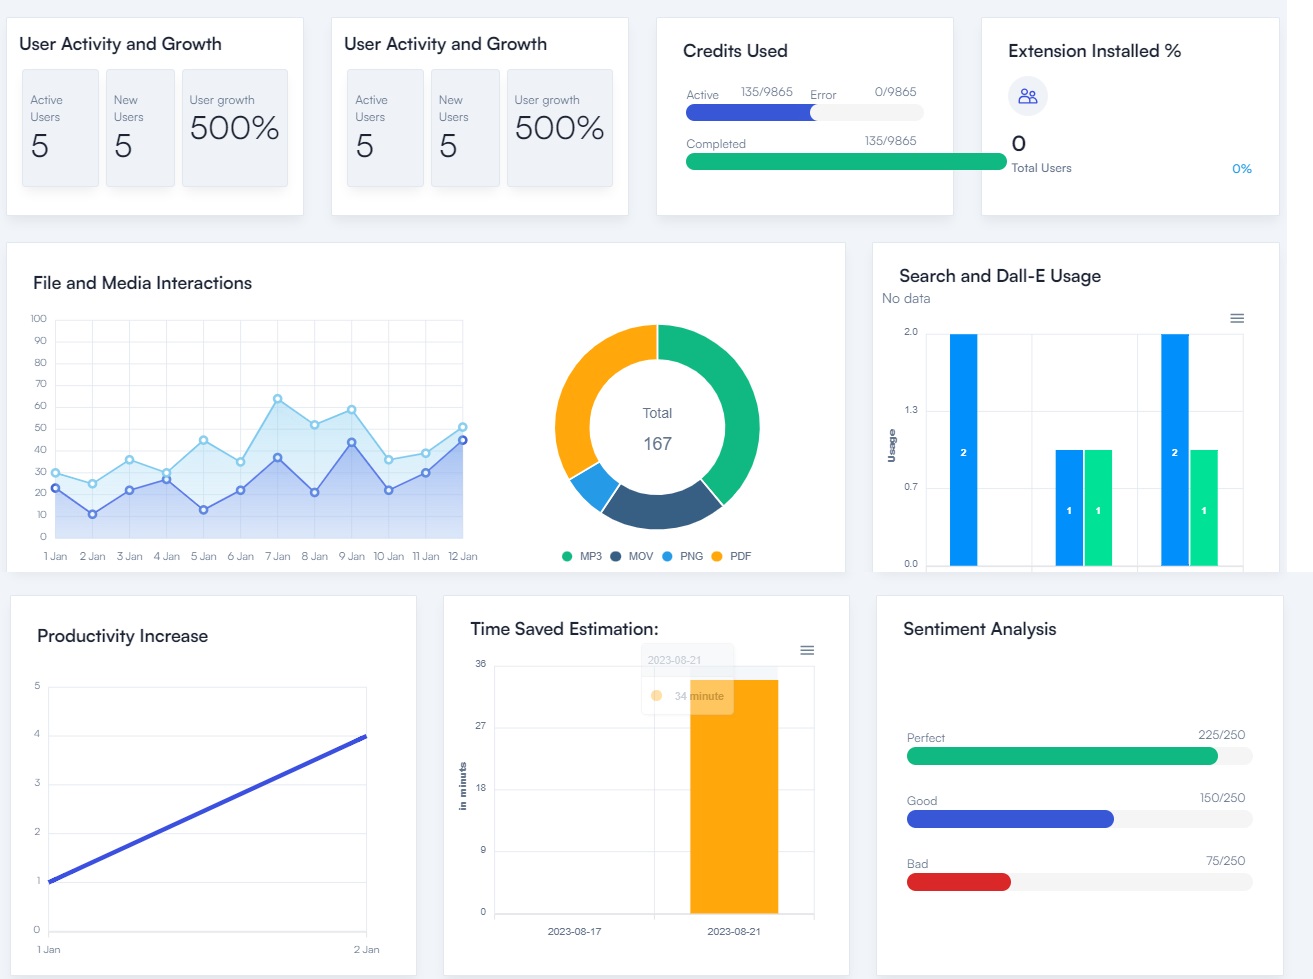 User Activity and Growth
Active
Users
5
New
Users
5
User growth
500%
User Activity and Growth
Active
Users
5
New
Users
5
User growth
500%
Credits Used
Active 135/9865 Error 0/9865
Completed 135/9865
Extension Installed %
0
Total Users 0%
File and Media Interactions
100
90
80
70
60
50
40
30
20
10
0
1 Jan 2 Jan 3 Jan 4 Jan 5 Jan 6 Jan 7 Jan 8 Jan 9 Jan 10 Jan 11 Jan 12 Jan
Total
167
MP3 MOV PNG PDF
Search and Dall-E Usage
No data
Usage
2.0
1.3
0.7
0.0
2
1
1
2
1
Productivity Increase
5
4
3
2
1
0
1 Jan 2 Jan
Time Saved Estimation:
2023-08-21
34 minute
in minuts
36
27
18
9
0
2023-08-17 2023-08-21
Sentiment Analysis
Perfect 225/250
Good 150/250
Bad 75/250